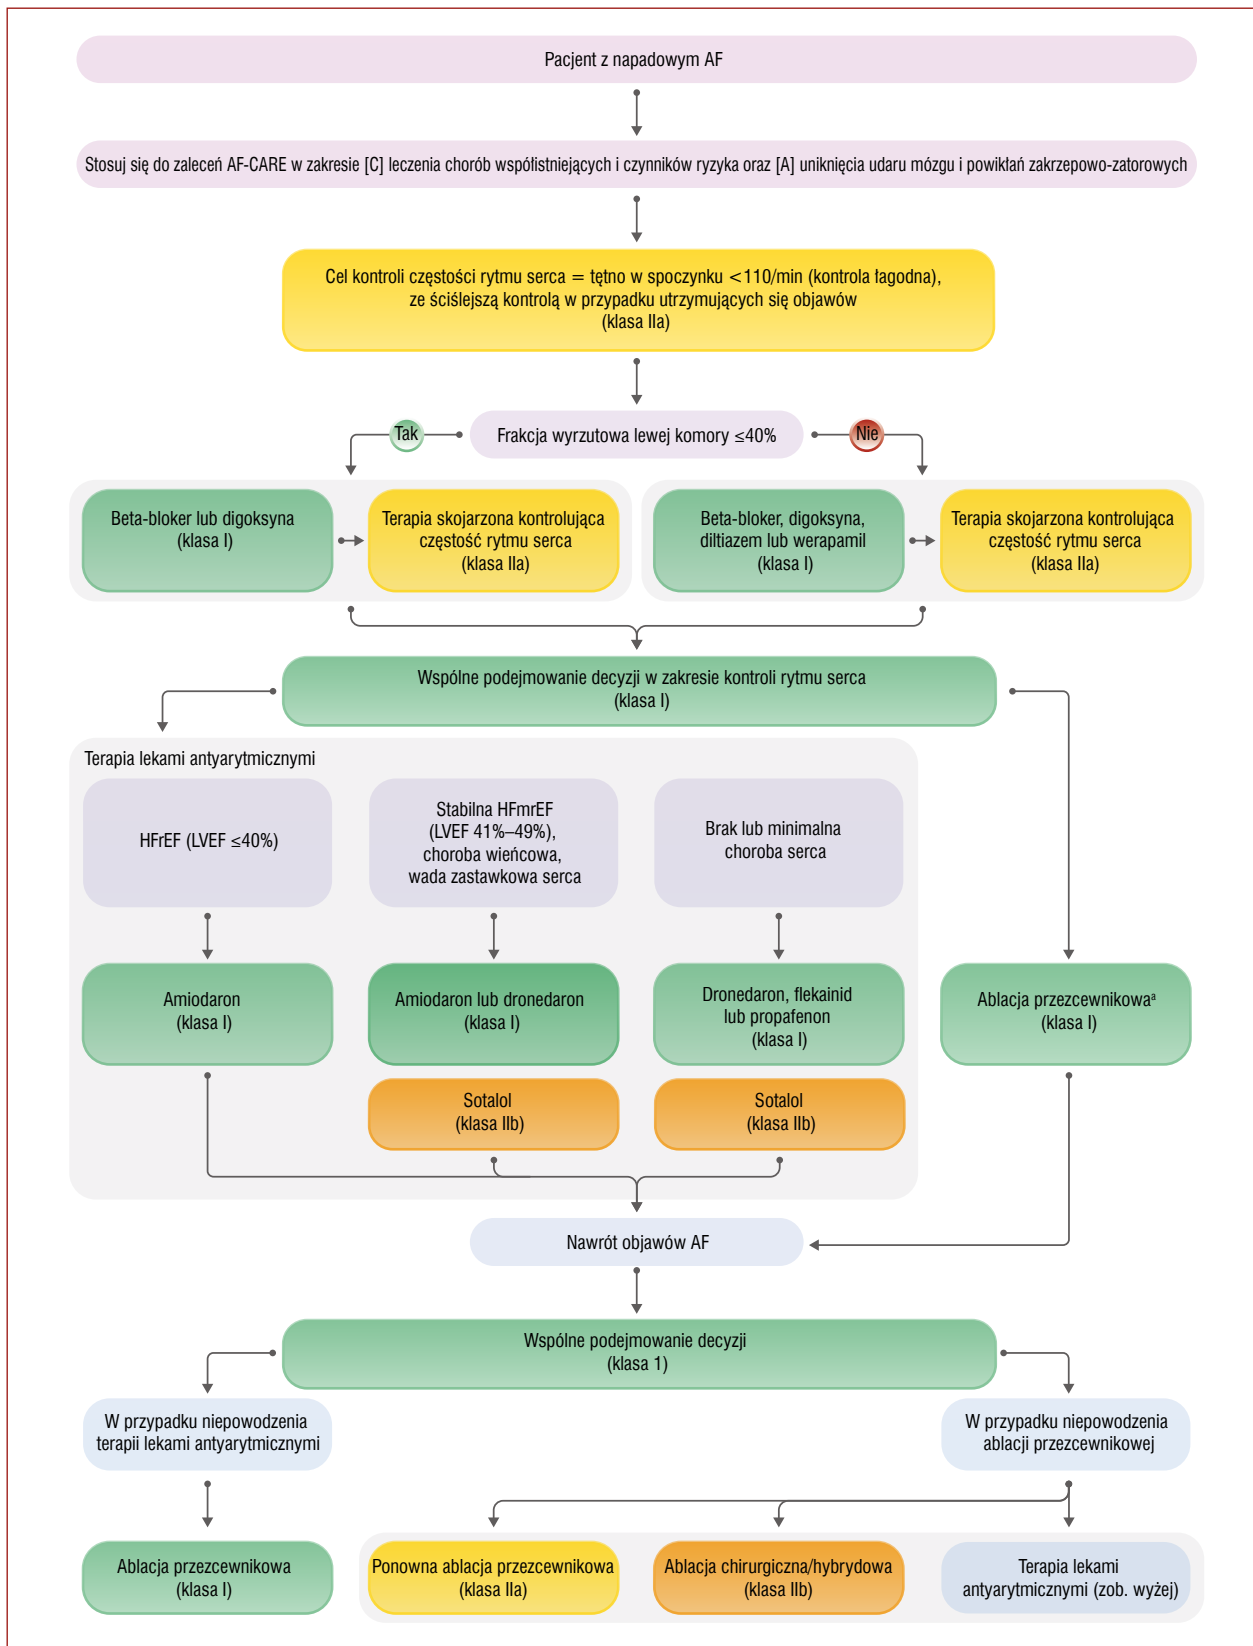 Pacjent z napadowym AF
Stosuj się do zaleceń AF-CARE w zakresie [C] leczenia chorób współistniejących i czynników ryzyka oraz [A] uniknięcia udaru mózgu i powikłań zakrzepowo-zatorowych
Cel kontroli częstości rytmu serca = tętno w spoczynku <110/min (kontrola łagodna),
ze ściślejszą kontrolą w przypadku utrzymujących się objawów
(klasa IIa)
Tak
Frakcja wyrzutowa lewej komory ≤40%
Nie
Beta-bloker lub digoksyna
(klasa I)
Terapia skojarzona kontrolująca
częstość rytmu serca
(klasa IIa)
Beta-bloker, digoksyna,
diltiazem lub werapamil
(klasa I)
Terapia skojarzona kontrolująca
częstość rytmu serca
(klasa IIa)
Wspólne podejmowanie decyzji w zakresie kontroli rytmu serca
(klasa I)
Terapia lekami antyarytmicznymi
HFrEF (LVEF ≤40%)
Stabilna HFmrEF
(LVEF 41%–49%),
choroba wieńcowa,
wada zastawkowa serca
Brak lub minimalna
choroba serca
Amiodaron
(klasa I)
Amiodaron lub dronedaron
(klasa I)
Dronedaron, flekainid
lub propafenon
(klasa I)
Ablacja przezcewnikowaᵃ
(klasa I)
Sotalol
(klasa IIb)
Sotalol
(klasa IIb)
Nawrót objawów AF
Wspólne podejmowanie decyzji
(klasa 1)
W przypadku niepowodzenia
terapii lekami antyarytmicznymi
W przypadku niepowodzenia
ablacji przezcewnikowej
Ablacja przezcewnikowa
(klasa I)
Ponowna ablacja przezcewnikowa
(klasa IIa)
Ablacja chirurgiczna/hybrydowa
(klasa IIb)
Terapia lekami
antyarytmicznymi (zob. wyżej)